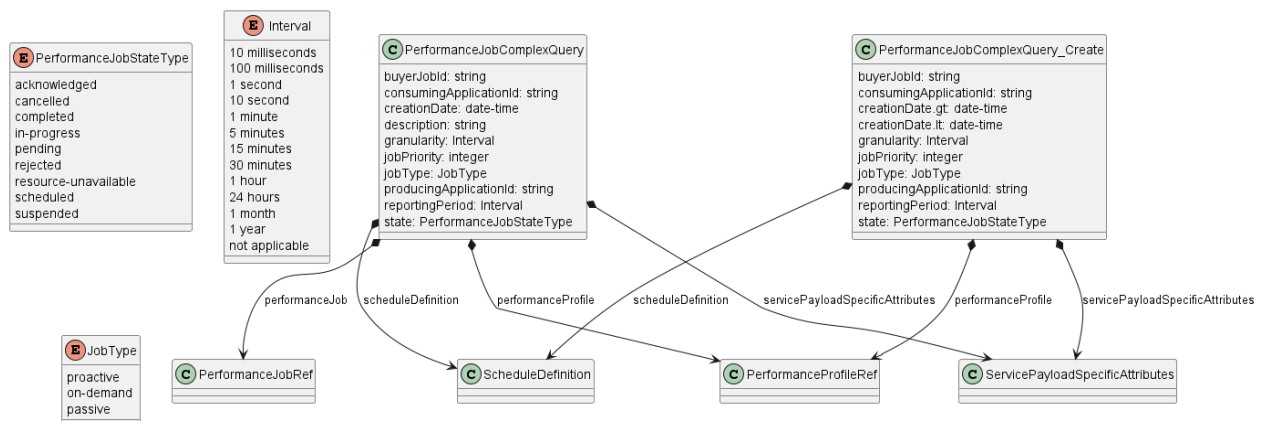 E PerformanceJobStateType
acknowledged
cancelled
completed
in-progress
pending
rejected
resource-unavailable
scheduled
suspended
E Interval
10 milliseconds
100 milliseconds
1 second
10 second
1 minute
5 minutes
15 minutes
30 minutes
1 hour
24 hours
1 month
1 year
not applicable
C PerformanceJobComplexQuery
buyerJobId: string
consumingApplicationId: string
creationDate: date-time
description: string
granularity: Interval
jobPriority: integer
jobType: JobType
producingApplicationId: string
reportingPeriod: Interval
state: PerformanceJobStateType
C PerformanceJobComplexQuery_Create
buyerJobId: string
consumingApplicationId: string
creationDate.gt: date-time
creationDate.lt: date-time
granularity: Interval
jobPriority: integer
jobType: JobType
producingApplicationId: string
reportingPeriod: Interval
state: PerformanceJobStateType
performanceJob
scheduleDefinition
performanceProfile
scheduleDefinition
servicePayloadSpecificAttributes
performanceProfile
servicePayloadSpecificAttributes
E JobType
proactive
on-demand
passive
C PerformanceJobRef
C ScheduleDefinition
C PerformanceProfileRef
C ServicePayloadSpecificAttributes